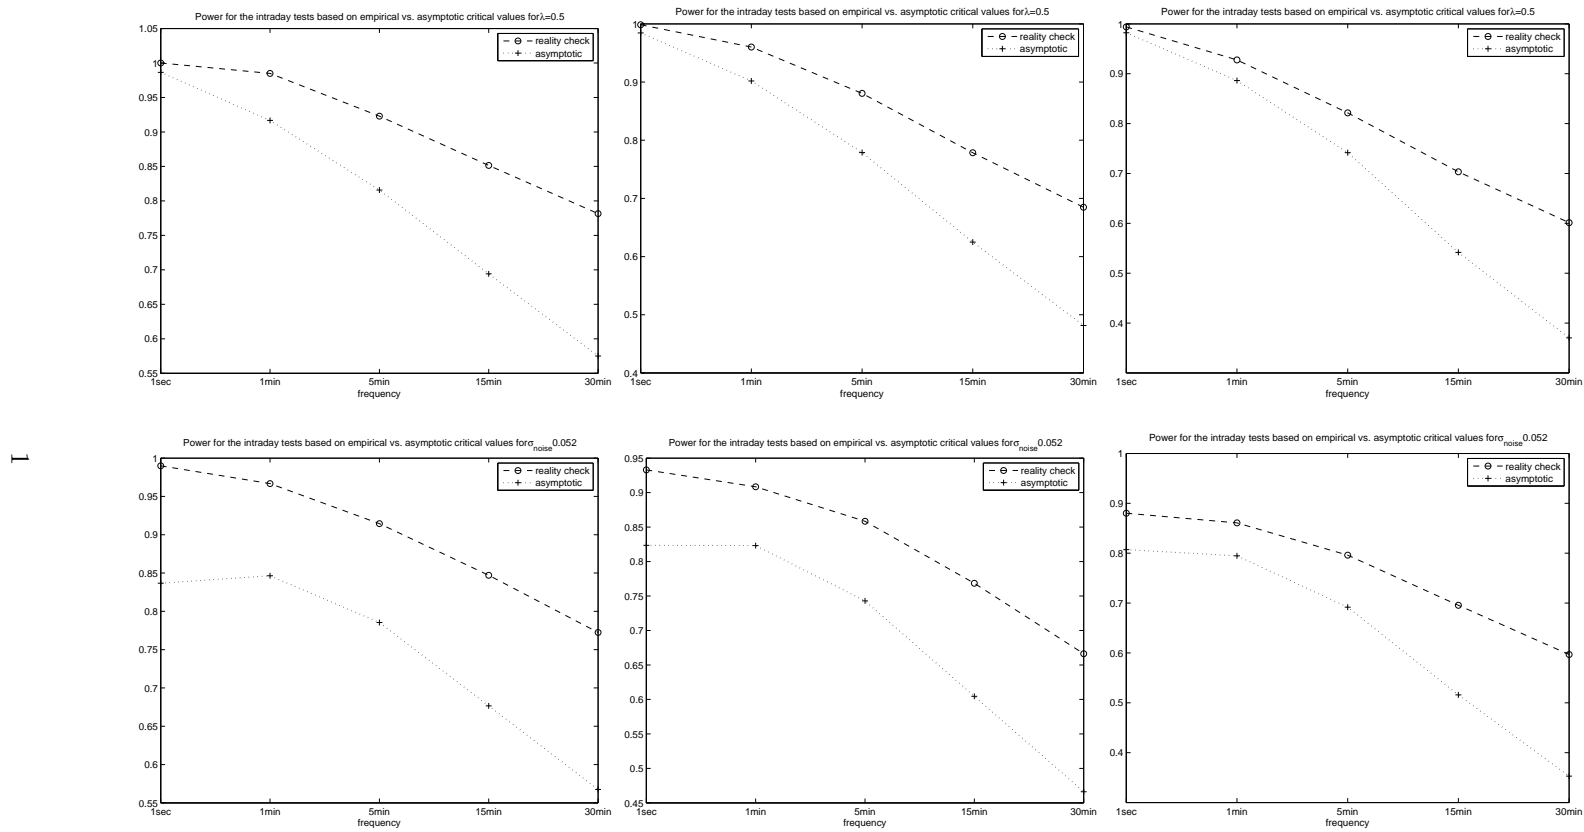 Power for the intraday tests based on empirical vs. asymptotic critical values forλ=0.5
1.05
1
0.95
0.9
0.85
0.8
0.75
0.7
0.65
0.6
0.55
1sec 1min 5min 15min 30min
frequency
reality check
asymptotic
Power for the intraday tests based on empirical vs. asymptotic critical values forλ=0.5
1
0.9
0.8
0.7
0.6
0.5
0.4
1sec 1min 5min 15min 30min
frequency
reality check
asymptotic
Power for the intraday tests based on empirical vs. asymptotic critical values forλ=0.5
1
0.9
0.8
0.7
0.6
0.5
0.4
1sec 1min 5min 15min 30min
frequency
reality check
asymptotic
Power for the intraday tests based on empirical vs. asymptotic critical values forσnoise0.052
1
0.95
0.9
0.85
0.8
0.75
0.7
0.65
0.6
0.55
1sec 1min 5min 15min 30min
frequency
reality check
asymptotic
Power for the intraday tests based on empirical vs. asymptotic critical values forσnoise0.052
0.95
0.9
0.85
0.8
0.75
0.7
0.65
0.6
0.55
0.5
0.45
1sec 1min 5min 15min 30min
frequency
reality check
asymptotic
Power for the intraday tests based on empirical vs. asymptotic critical values forσnoise0.052
1
0.9
0.8
0.7
0.6
0.5
0.4
1sec 1min 5min 15min 30min
frequency
reality check
asymptotic
1